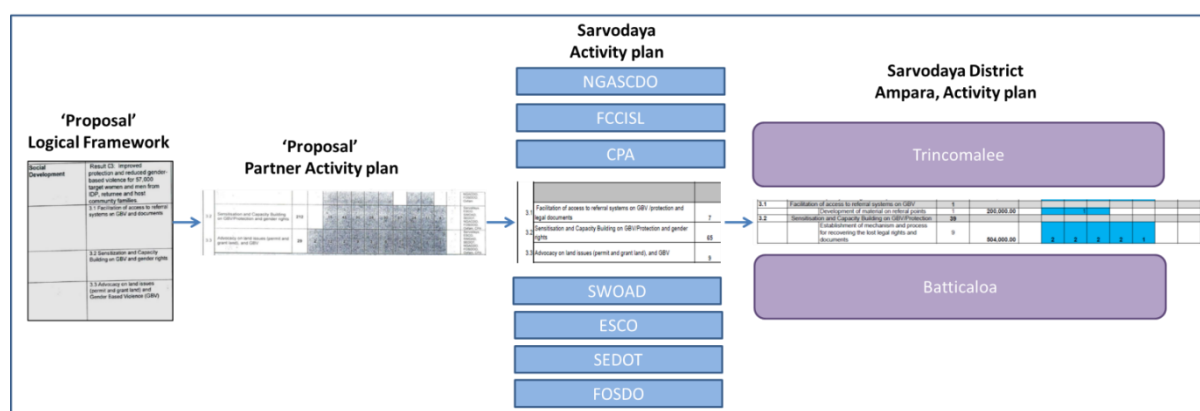 ‘Proposal’
Logical Framework
Social
Development
Result C3: Improved
protection and reduced gender-
based violence for 57,600
target women and men from
IDP, returnee and host
community families.
3.1 Facilitation of access to referral
systems on GBV and documents
3.2 Sensitisation and Capacity
Building on GBV and gender rights
3.3 Advocacy on land issues
(permit and grant land) and
Gender Based Violence (GBV)
‘Proposal’
Partner Activity plan
3.2 Sensitisation and Capacity Building
on GBV/Protection and gender
rights
3.3 Advocacy on land issues (permit and
grant land), and GBV
Sarvodaya
Activity plan
NGASCDO
FCCISL
CPA
3.1 Facilitation of access to referral systems on GBV /protection and
legal documents 7
3.2 Sensitisation and Capacity Building on GBV/Protection and gender
rights 65
3.3 Advocacy on land issues (permit and grant land), and GBV 9
SWOAD
ESCO
SEDOT
FOSDO
Sarvodaya District
Ampara, Activity plan
Trincomalee
3.1 Facilitation of access to referral systems on GBV 1
Development of material on referral points 1 200,000.00 1
3.2 Sensitisation and Capacity Building on GBV/Protection 29
Establishment of mechanism and process
for recovering the lost legal rights and
documents 9 504,000.00 2 2 2 2 1
Batticaloa